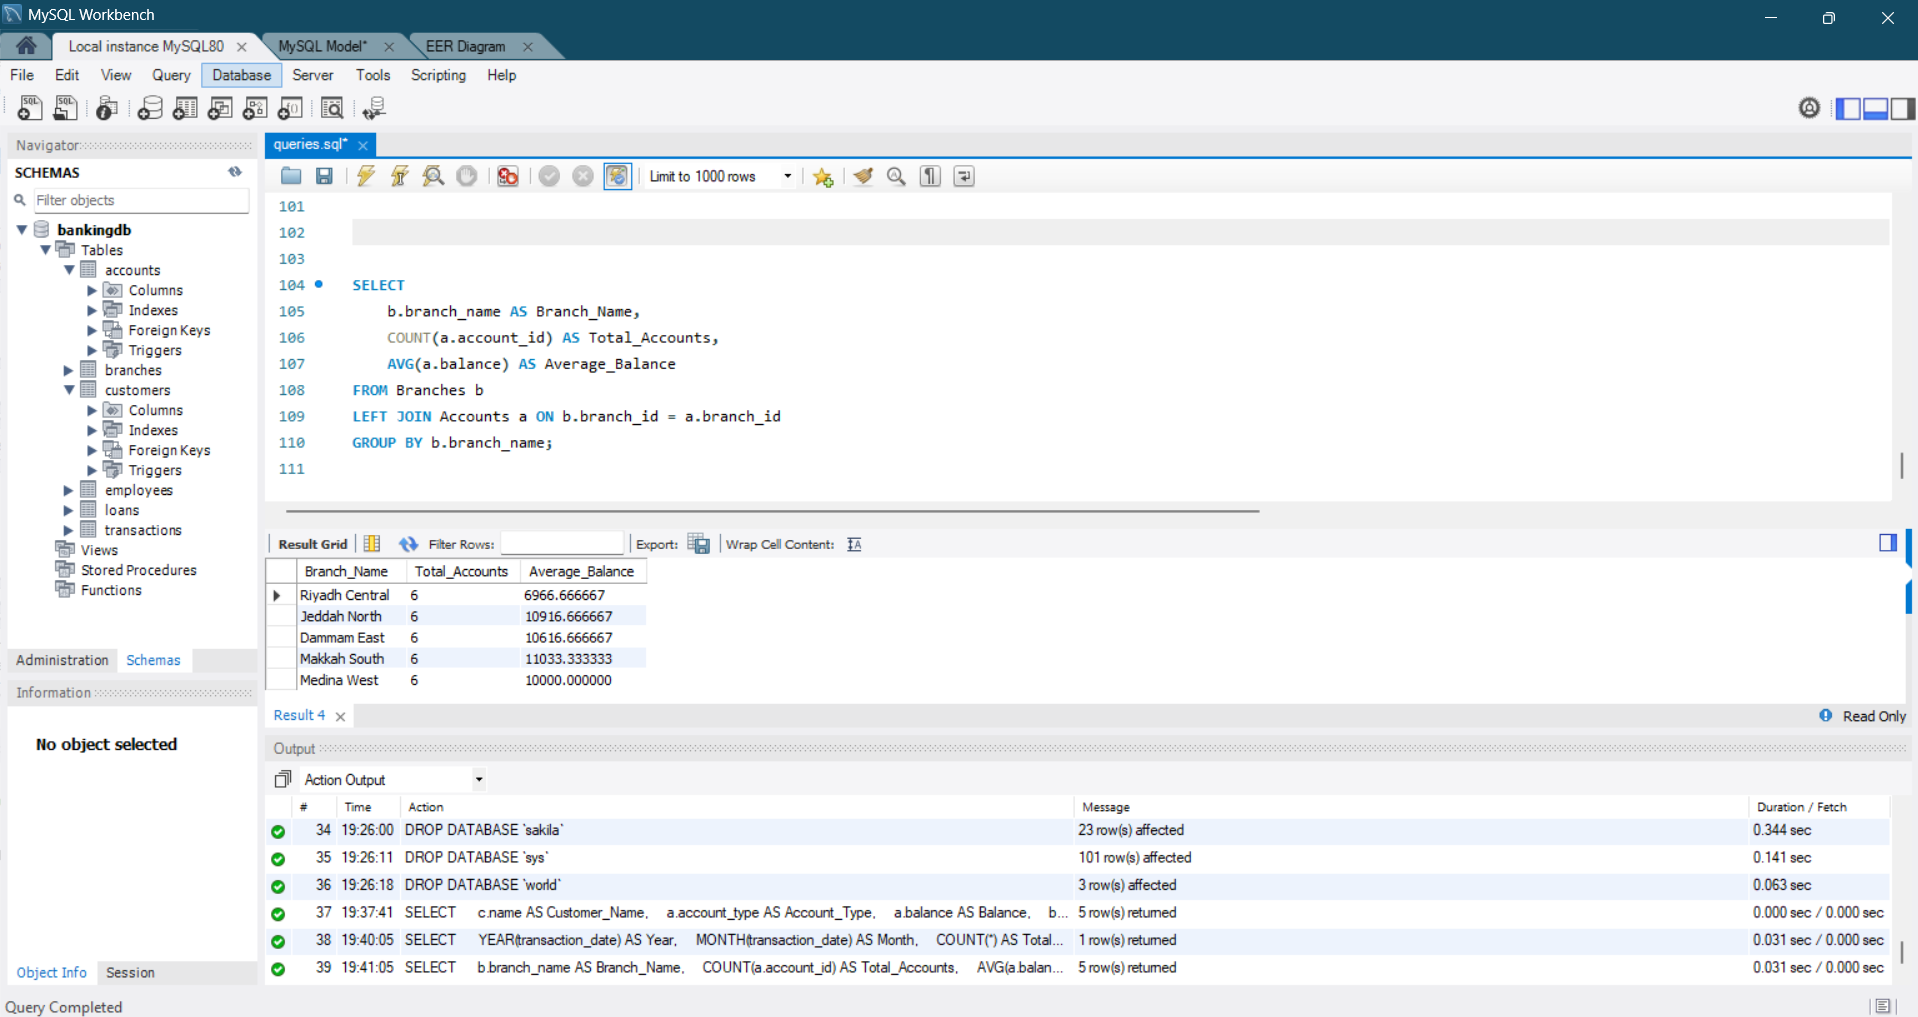 MySQL Workbench
Local instance MySQL80
MySQL Model*
EER Diagram
File Edit View Query Database Server Tools Scripting Help
Navigator
queries.sql*
SCHEMAS
Limit to 1000 rows
Filter objects
bankingdb
Tables
accounts
Columns
Indexes
Foreign Keys
Triggers
branches
customers
Columns
Indexes
Foreign Keys
Triggers
employees
loans
transactions
Views
Stored Procedures
Functions
Administration Schemas
Information
No object selected
Object Info Session
101
102
103
104 SELECT
105 b.branch_name AS Branch_Name,
106 COUNT(a.account_id) AS Total_Accounts,
107 AVG(a.balance) AS Average_Balance
108 FROM Branches b
109 LEFT JOIN Accounts a ON b.branch_id = a.branch_id
110 GROUP BY b.branch_name;
111
Result Grid Filter Rows: Export: Wrap Cell Content:
Branch_Name Total_Accounts Average_Balance
Riyadh Central 6 6966.666667
Jeddah North 6 10916.666667
Dammam East 6 10616.666667
Makkah South 6 11033.333333
Medina West 6 10000.000000
Result 4
Read Only
Output
Action Output
# Time Action Message Duration / Fetch
34 19:26:00 DROP DATABASE `sakila` 23 row(s) affected 0.344 sec
35 19:26:11 DROP DATABASE `sys` 101 row(s) affected 0.141 sec
36 19:26:18 DROP DATABASE `world` 3 row(s) affected 0.063 sec
37 19:37:41 SELECT c.name AS Customer_Name, a.account_type AS Account_Type, a.balance AS Balance, b... 5 row(s) returned 0.000 sec / 0.000 sec
38 19:40:05 SELECT YEAR(transaction_date) AS Year, MONTH(transaction_date) AS Month, COUNT(*) AS Total... 1 row(s) returned 0.031 sec / 0.000 sec
39 19:41:05 SELECT b.branch_name AS Branch_Name, COUNT(a.account_id) AS Total_Accounts, AVG(a.balan... 5 row(s) returned 0.031 sec / 0.000 sec
Query Completed